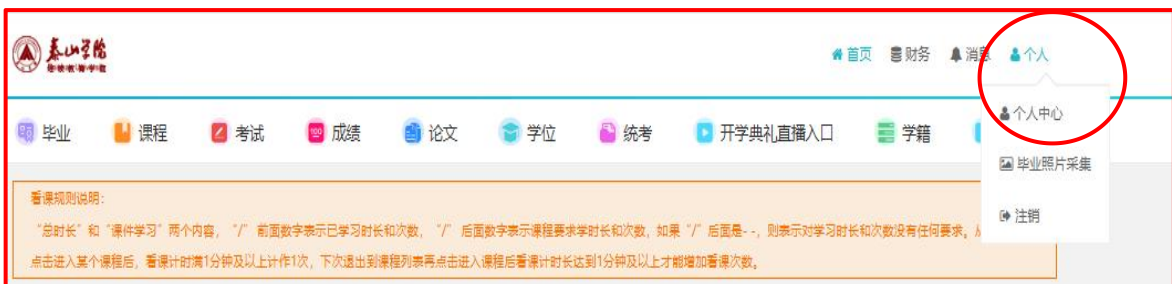 泰山学院
首页 财务 消息 个人
个人中心
毕业 课程 考试 100 成绩 论文 学位 统考 开学典礼直播入口 学籍
毕业照片采集
注销
看课规则说明:
“总时长”和“课件学习”两个内容, “/” 前面数字表示已学习时长和次数, “/” 后面数字表示课程要求学时长和次数, 如果 “/” 后面是--, 则表示对学习时长和次数没有任何要求。从
点击进入某个课程后, 看课计时满1分钟及以上计作1次, 下次退出到课程列表再点击进入课程后看课计时长达到1分钟及以上才能增加看课次数。